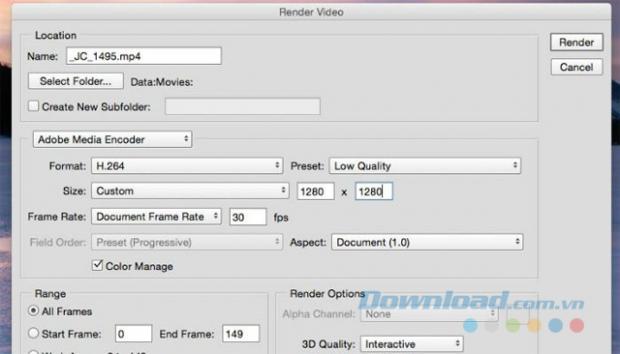 Render Video
Location
Name: _JC_1495.mp4
Render
Select Folder... Data:Movies:
Cancel
Create New Subfolder:
Adobe Media Encoder
Format: H.264 Preset: Low Quality
Size: Custom 1280 x 1280
Frame Rate: Document Frame Rate 30 fps
Field Order: Preset (Progressive) Aspect: Document (1.0)
Color Manage
Range
Render Options
All Frames
Alpha Channel: None
Download.com.vn
Start Frame: 0 End Frame: 149
3D Quality: Interactive